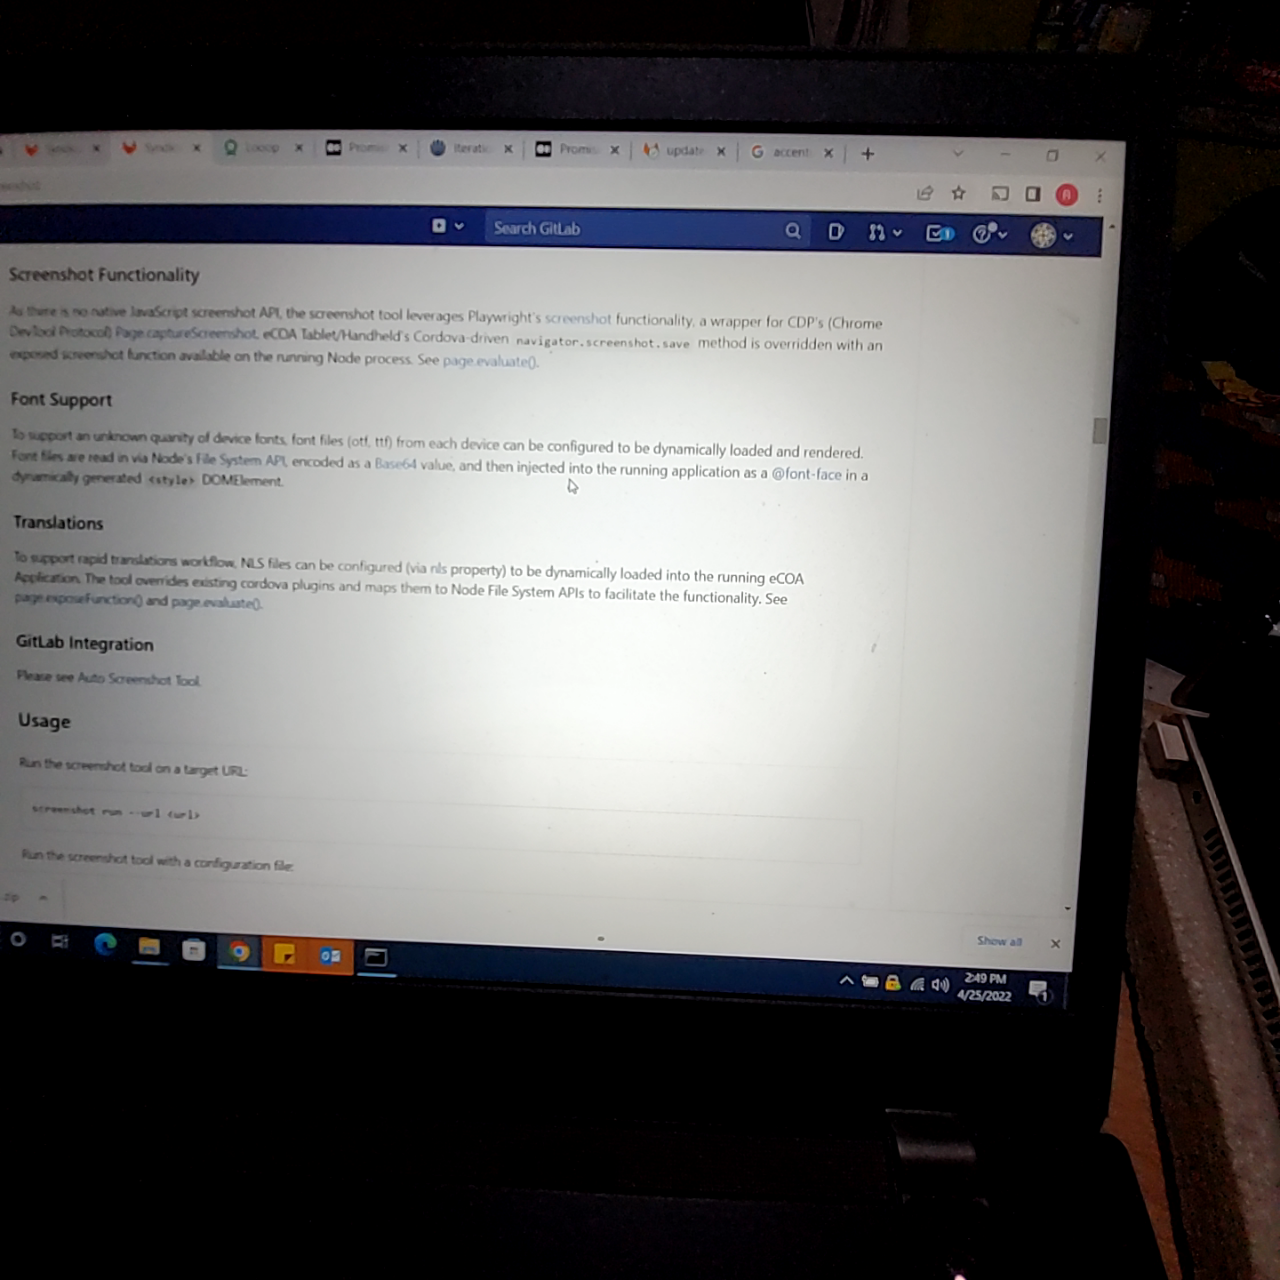 Promi
Iteratic
Promi
update
accent
Search GitLab
1
Screenshot Functionality
As there is no native JavaScript screenshot API, the screenshot tool leverages Playwright's screenshot functionality, a wrapper for CDP's (Chrome
DevTool Protocol) Page.captureScreenshot. eCOA Tablet/Handheld's Cordova-driven navigator.screenshot.save method is overridden with an
exposed screenshot function available on the running Node process. See page.evaluate().
Font Support
To support an unknown quanity of device fonts, font files (otf, ttf) from each device can be configured to be dynamically loaded and rendered.
Font files are read in via Node's File System API, encoded as a Base64 value, and then injected into the running application as a @font-face in a
dynamically generated <style> DOMElement.
Translations
To support rapid translations workflow, NLS files can be configured (via nls property) to be dynamically loaded into the running eCOA
Application. The tool overrides existing cordova plugins and maps them to Node File System APIs to facilitate the functionality. See
page.exposeFunction() and page.evaluate().
GitLab Integration
Please see Auto Screenshot Tool.
Usage
Run the screenshot tool on a target URL:
screenshot run --url <url>
Run the screenshot tool with a configuration file:
Show all
2:49 PM
4/25/2022
1